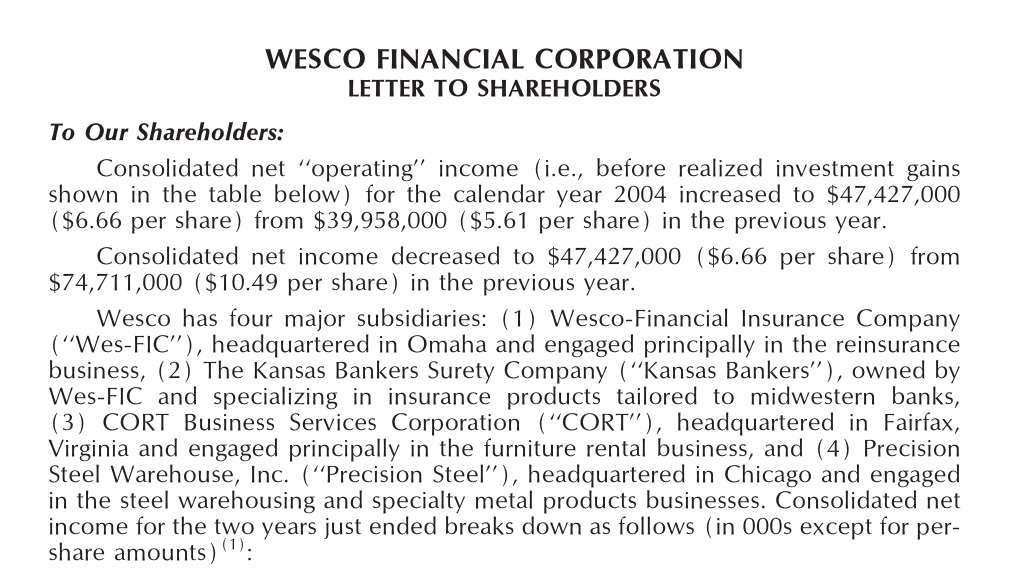 WESCO FINANCIAL CORPORATION
LETTER TO SHAREHOLDERS
To Our Shareholders:
Consolidated net ‘‘operating’’ income (i.e., before realized investment gains
shown in the table below) for the calendar year 2004 increased to $47,427,000
($6.66 per share) from $39,958,000 ($5.61 per share) in the previous year.
Consolidated net income decreased to $47,427,000 ($6.66 per share) from
$74,711,000 ($10.49 per share) in the previous year.
Wesco has four major subsidiaries: (1) Wesco-Financial Insurance Company
(‘‘Wes-FIC’’), headquartered in Omaha and engaged principally in the reinsurance
business, (2) The Kansas Bankers Surety Company (‘‘Kansas Bankers’’), owned by
Wes-FIC and specializing in insurance products tailored to midwestern banks,
(3) CORT Business Services Corporation (‘‘CORT’’), headquartered in Fairfax,
Virginia and engaged principally in the furniture rental business, and (4) Precision
Steel Warehouse, Inc. (‘‘Precision Steel’’), headquartered in Chicago and engaged
in the steel warehousing and specialty metal products businesses. Consolidated net
income for the two years just ended breaks down as follows (in 000s except for per-
share amounts)(1):